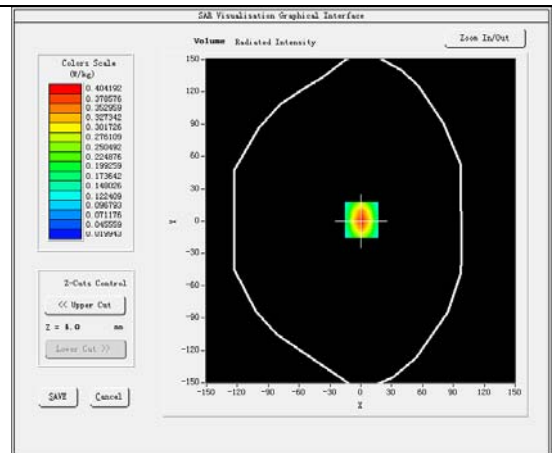 SAR Visualisation Graphical Interface
Volume Radiated Intensity
Zoom In/Out
Colors Scale
(W/kg)
0.404192
0.378576
0.352959
0.327342
0.301726
0.276109
0.250492
0.224876
0.199259
0.173642
0.148026
0.122409
0.096793
0.071176
0.045559
0.019943
150
120
90
60
30
0
-30
-60
-90
-120
-150
Y
-150 -120 -90 -60 -30 0 30 60 90 120 150
X
Z-Cuts Control
<< Upper Cut
Z = 4.0 mm
Lower Cut >>
SAVE Cancel